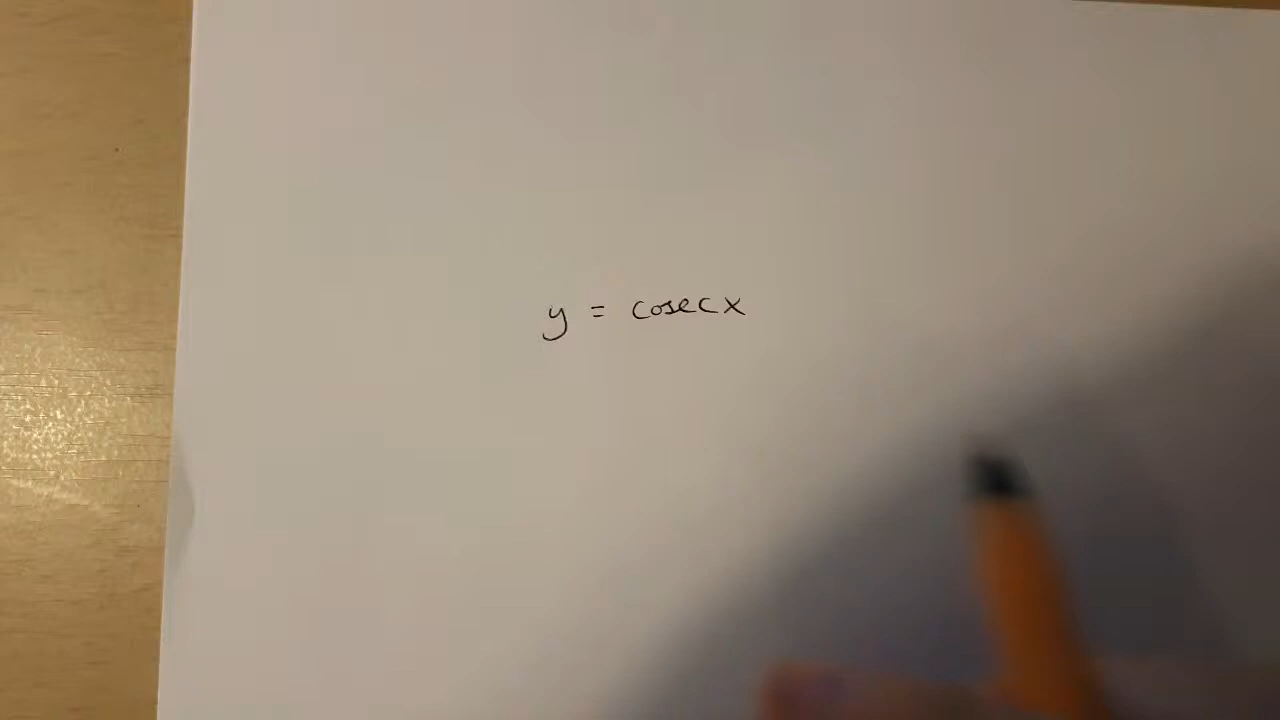 y = cosecx